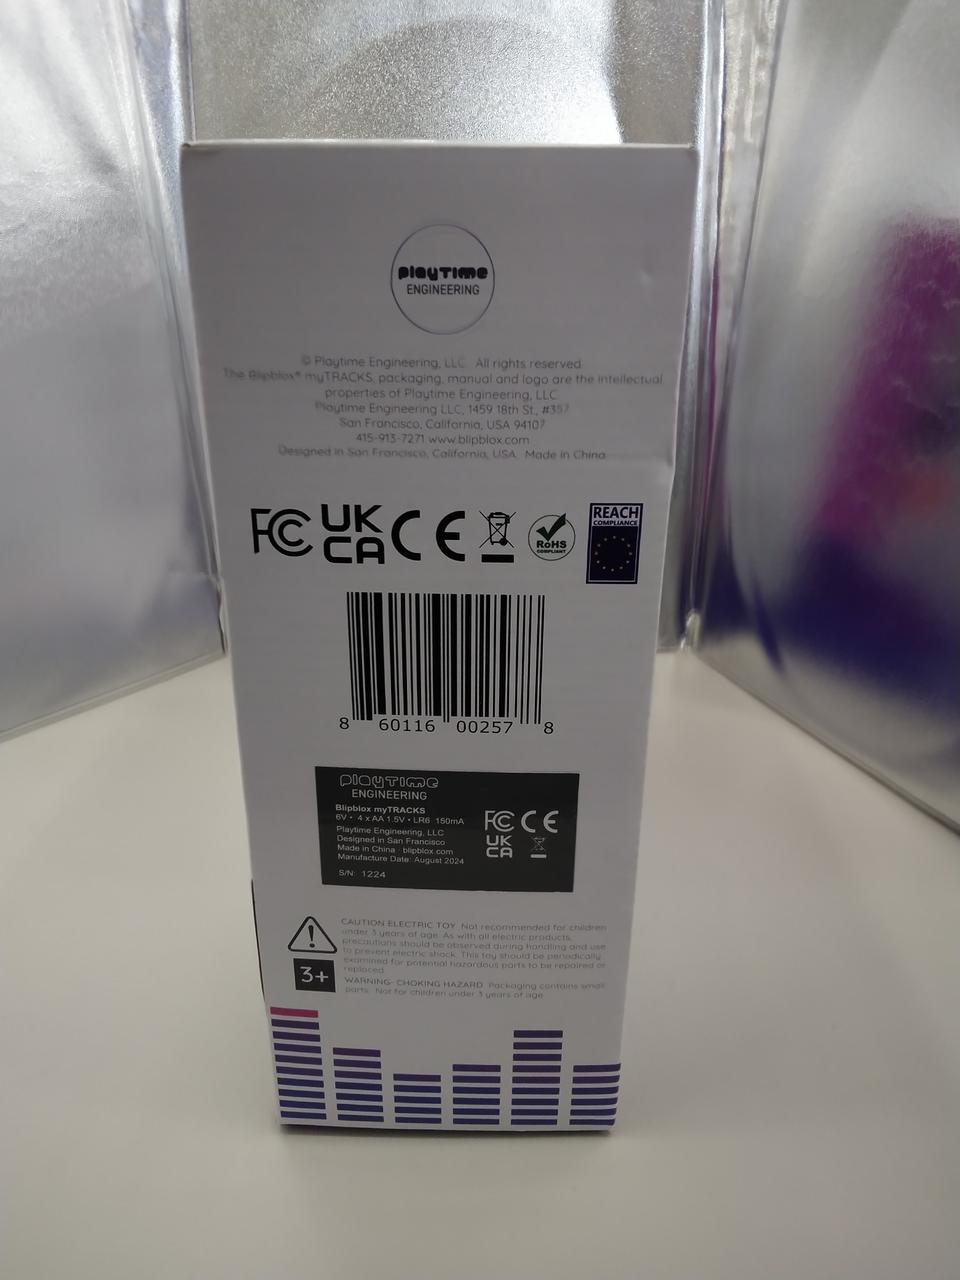 playtime
ENGINEERING
© Playtime Engineering, LLC. All rights reserved.
The Blipblox® myTRACKS, packaging, manual and logo are the intellectual
properties of Playtime Engineering, LLC
Playtime Engineering LLC, 1459 18th St., #357
San Francisco, California, USA 94107
415-913-7271 www.blipblox.com
Designed in San Francisco, California, USA. Made in China.
FC UK CA CE RoHS COMPLIANT REACH COMPLIANCE
8 60116 00257 8
playtime
ENGINEERING
Blipblox myTRACKS
6V • 4 x AA 1.5V • LR6 150mA
Playtime Engineering, LLC
Designed in San Francisco
Made in China · blipblox.com
Manufacture Date: August 2024
S/N: 1224
FC CE
UK
CA
CAUTION ELECTRIC TOY. Not recommended for children
under 3 years of age. As with all electric products,
precautions should be observed during handling and use
to prevent electric shock. This toy should be periodically
examined for potential hazardous parts to be repaired or
replaced.
3+
WARNING- CHOKING HAZARD. Packaging contains small
parts. Not for children under 3 years of age.